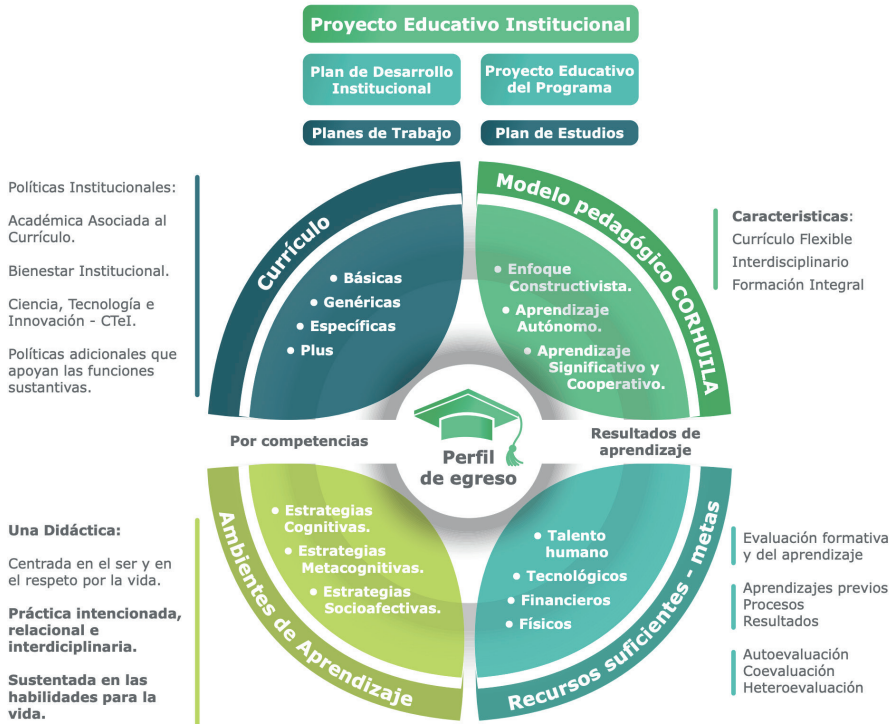 Proyecto Educativo Institucional
Plan de Desarrollo
Institucional
Proyecto Educativo
del Programa
Planes de Trabajo
Plan de Estudios
Políticas Institucionales:
Académica Asociada al
Currículo.
Bienestar Institucional.
Ciencia, Tecnología e
Innovación - CTeI.
Políticas adicionales que
apoyan las funciones
sustantivas.
Currículo
• Básicas
• Genéricas
• Específicas
• Plus
Modelo pedagógico CORHUILA
• Enfoque
Constructivista.
• Aprendizaje
Autónomo.
• Aprendizaje
Significativo y
Cooperativo.
Caracteristicas:
Currículo Flexible
Interdisciplinario
Formación Integral
Por competencias
Perfil
de egreso
Resultados de
aprendizaje
Una Didáctica:
Centrada en el ser y en
el respeto por la vida.
Práctica intencionada,
relacional e
interdiciplinaria.
Sustentada en las
habilidades para la
vida.
Ambientes de Aprendizaje
• Estrategias
Cognitivas.
• Estrategias
Metacognitivas.
• Estrategias
Socioafectivas.
• Talento
humano
• Tecnológicos
• Financieros
• Físicos
Recursos suficientes - metas
Evaluación formativa
y del aprendizaje
Aprendizajes previos
Procesos
Resultados
Autoevaluación
Coevaluación
Heteroevaluación